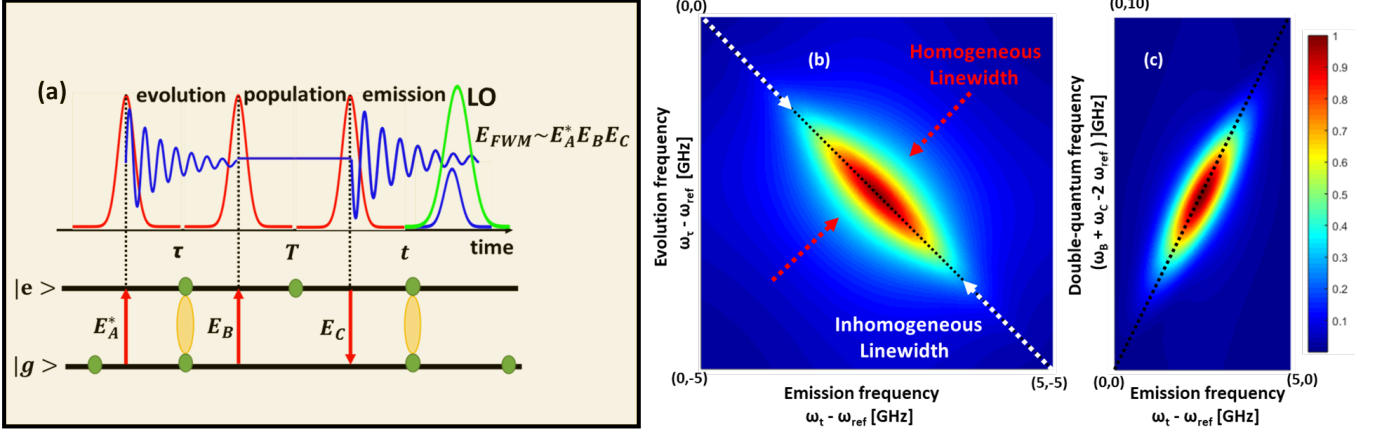 (a)
evolution population emission LO
E_FWM~E_A^* E_B E_C
τ T t time
|e >
E_A^* E_B E_C
|g >
(0,0)
(b)
Homogeneous
Linewidth
Evolution frequency
ω_τ - ω_ref [GHz]
Inhomogeneous
Linewidth
(0,-5) (5,-5)
Emission frequency
ω_t - ω_ref [GHz]
(0,10)
(c)
Double-quantum frequency
(ω_B + ω_C -2 ω_ref ) ]GHz)
(0,0) (5,0)
Emission frequency
ω_t - ω_ref [GHz]
1
0.9
0.8
0.7
0.6
0.5
0.4
0.3
0.2
0.1
0